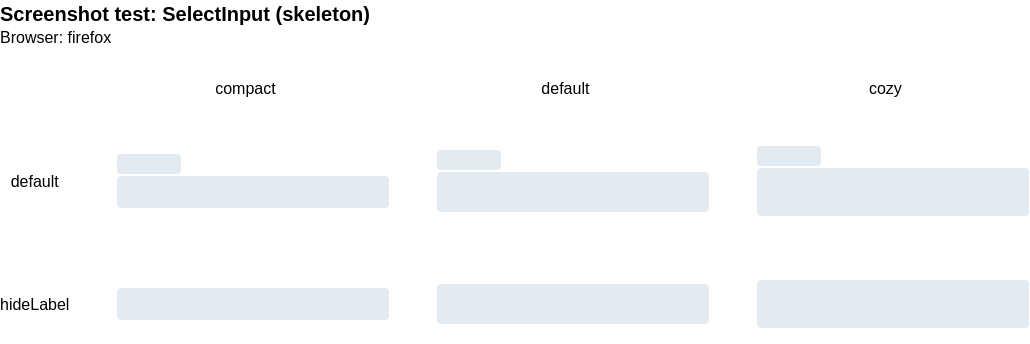 Screenshot test: SelectInput (skeleton)
Browser: firefox
compact default cozy
default
hideLabel